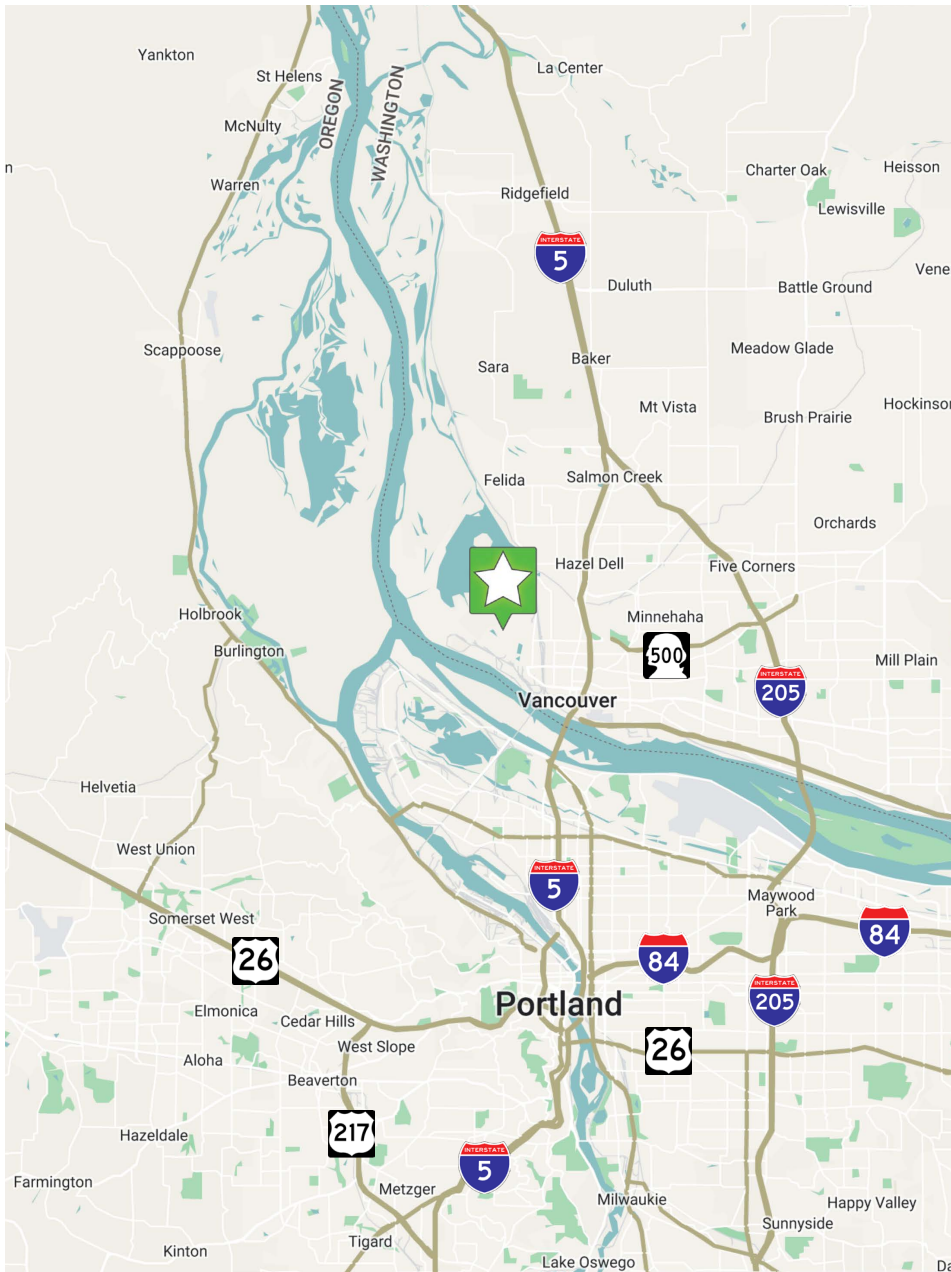 Yankton
La Center
St Helens
OREGON
WASHINGTON
McNulty
n
Charter Oak
Heisson
Warren
Ridgefield
Lewisville
INTERSTATE
5
Vene
Duluth
Battle Ground
Scappoose
Meadow Glade
Baker
Sara
Mt Vista
Hockinson
Brush Prairie
Felida
Salmon Creek
Orchards
Hazel Dell
Five Corners
Holbrook
Minnehaha
Burlington
500
Mill Plain
INTERSTATE
205
Vancouver
Helvetia
West Union
INTERSTATE
5
Maywood
Park
Somerset West
84
84
26
INTERSTATE
205
Portland
Elmonica
Cedar Hills
West Slope
26
Aloha
Beaverton
217
Hazeldale
INTERSTATE
5
Farmington
Metzger
Milwaukie
Happy Valley
Sunnyside
Tigard
Kinton
Lake Oswego
Da